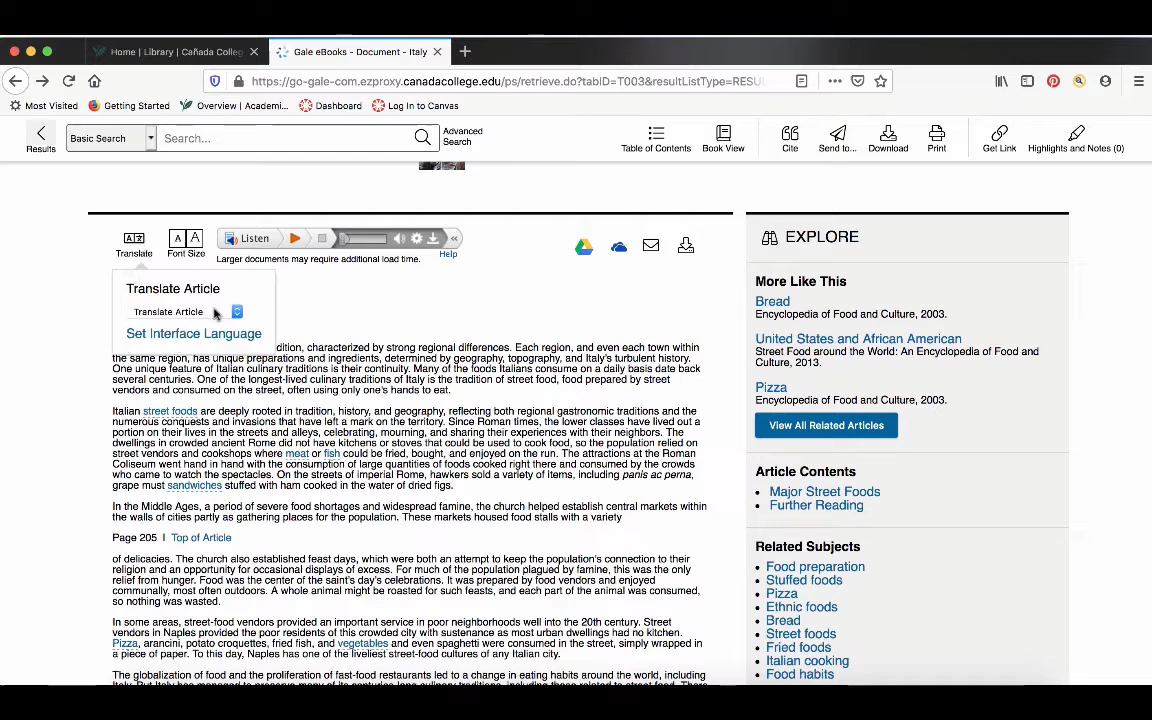 Home | Library | Cañada Colleg
Gale eBooks - Document - Italy
https://go-gale-com.ezproxy.canadacollege.edu/ps/retrieve.do?tabID=T003&resultListType=RESU
Most Visited
Getting Started
Overview | Academi...
Dashboard
Log In to Canvas
Results
Basic Search
Search...
Advanced
Search
Table of Contents
Book View
Cite
Send to...
Download
Print
Get Link
Highlights and Notes (0)
Translate
Font Size
Listen
Help
Larger documents may require additional load time.
Translate Article
Translate Article
Set Interface Language
dition, characterized by strong regional differences. Each region, and even each town within
the same region, has unique preparations and ingredients, determined by geography, topography, and Italy's turbulent history.
One unique feature of Italian culinary traditions is their continuity. Many of the foods Italians consume on a daily basis date back
several centuries. One of the longest-lived culinary traditions of Italy is the tradition of street food, food prepared by street
vendors and consumed on the street, often using only one's hands to eat.
Italian street foods are deeply rooted in tradition, history, and geography, reflecting both regional gastronomic traditions and the
numerous conquests and invasions that have left a mark on the territory. Since Roman times, the lower classes have lived out a
portion on their lives in the streets and alleys, celebrating, mourning, and sharing their experiences with their neighbors. The
dwellings in crowded ancient Rome did not have kitchens or stoves that could be used to cook food, so the population relied on
street vendors and cookshops where meat or fish could be fried, bought, and enjoyed on the run. The attractions at the Roman
Coliseum went hand in hand with the consumption of large quantities of foods cooked right there and consumed by the crowds
who came to watch the spectacles. On the streets of imperial Rome, hawkers sold a variety of items, including panis ac perna,
grape must sandwiches stuffed with ham cooked in the water of dried figs.
In the Middle Ages, a period of severe food shortages and widespread famine, the church helped establish central markets within
the walls of cities partly as gathering places for the population. These markets housed food stalls with a variety
Page 205 | Top of Article
of delicacies. The church also established feast days, which were both an attempt to keep the population's connection to their
religion and an opportunity for occasional displays of excess. For much of the population plagued by famine, this was the only
relief from hunger. Food was the center of the saint's day's celebrations. It was prepared by food vendors and enjoyed
communally, most often outdoors. A whole animal might be roasted for such feasts, and each part of the animal was consumed,
so nothing was wasted.
In some areas, street-food vendors provided an important service in poor neighborhoods well into the 20th century. Street
vendors in Naples provided the poor residents of this crowded city with sustenance as most urban dwellings had no kitchen.
Pizza, arancini, potato croquettes, fried fish, and vegetables and even spaghetti were consumed in the street, simply wrapped in
a piece of paper. To this day, Naples has one of the liveliest street-food cultures of any Italian city.
The globalization of food and the proliferation of fast-food restaurants led to a change in eating habits around the world, including
EXPLORE
More Like This
Bread
Encyclopedia of Food and Culture, 2003.
United States and African American
Street Food around the World: An Encyclopedia of Food and
Culture, 2013.
Pizza
Encyclopedia of Food and Culture, 2003.
View All Related Articles
Article Contents
Major Street Foods
Further Reading
Related Subjects
Food preparation
Stuffed foods
Pizza
Ethnic foods
Bread
Street foods
Fried foods
Italian cooking
Food habits